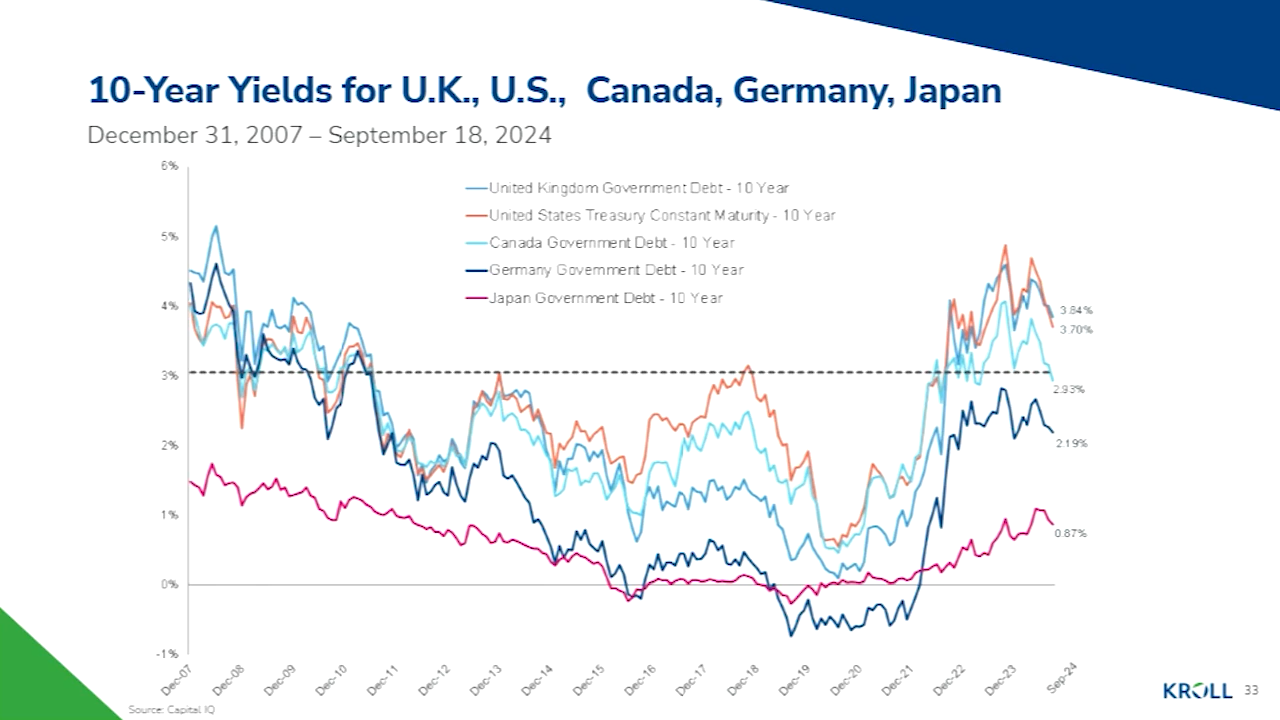 10-Year Yields for U.K., U.S., Canada, Germany, Japan
December 31, 2007 – September 18, 2024
6%
5%
4%
3%
2%
1%
0%
-1%
United Kingdom Government Debt - 10 Year
United States Treasury Constant Maturity - 10 Year
Canada Government Debt - 10 Year
Germany Government Debt - 10 Year
Japan Government Debt - 10 Year
3.84%
3.70%
2.93%
2.19%
0.87%
Dec-07
Dec-08
Dec-09
Dec-10
Dec-11
Dec-12
Dec-13
Dec-14
Dec-15
Dec-16
Dec-17
Dec-18
Dec-19
Dec-20
Dec-21
Dec-22
Dec-23
Sep-24
Source: Capital IQ
KROLL 33